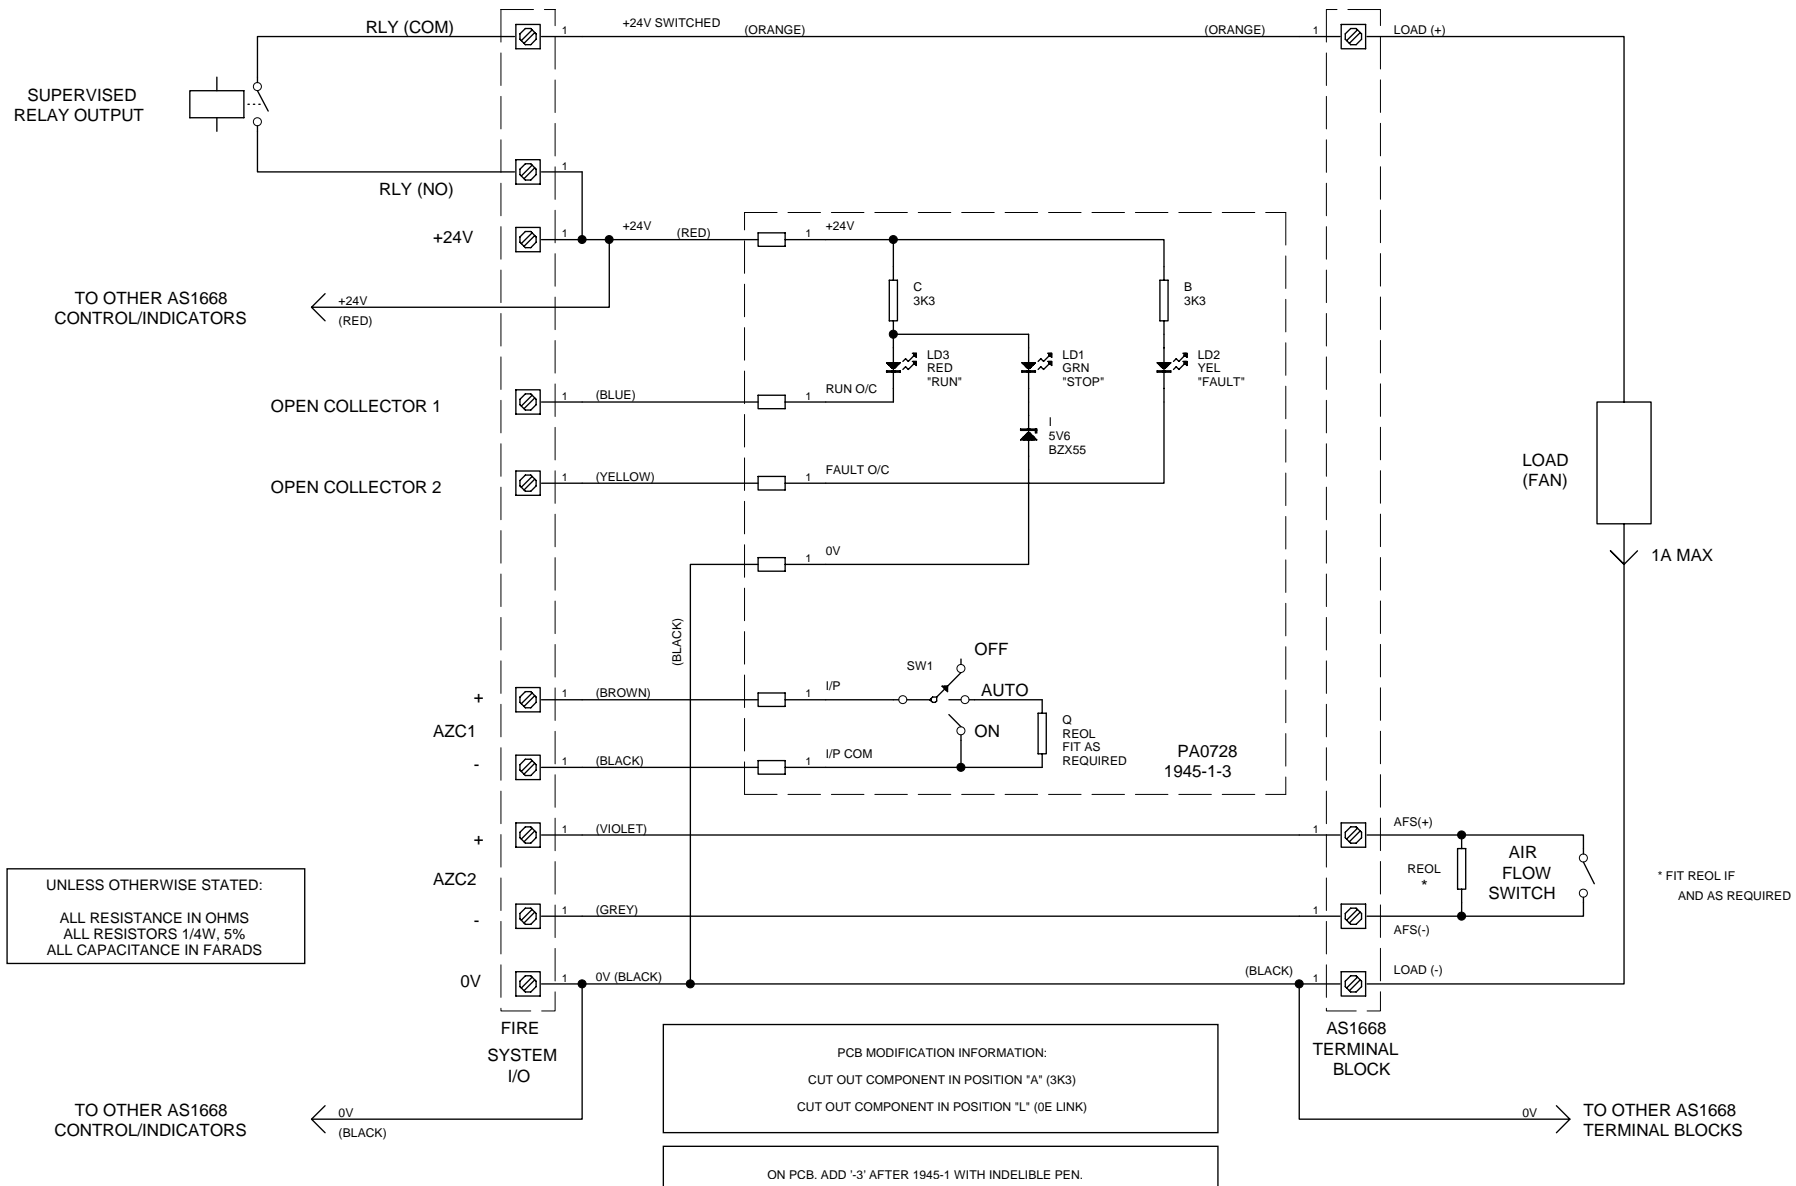 RLY (COM)
1
+24V SWITCHED
(ORANGE)
(ORANGE)
1
LOAD (+)
SUPERVISED
RELAY OUTPUT
1
RLY (NO)
+24V
1
+24V
(RED)
1
+24V
TO OTHER AS1668
CONTROL/INDICATORS
+24V
(RED)
C
3K3
B
3K3
LD3
RED
"RUN"
LD1
GRN
"STOP"
LD2
YEL
"FAULT"
OPEN COLLECTOR 1
1
(BLUE)
1
RUN O/C
I
5V6
BZX55
OPEN COLLECTOR 2
1
(YELLOW)
1
FAULT O/C
LOAD
(FAN)
1A MAX
1
0V
(BLACK)
OFF
SW1
AUTO
ON
+
1
(BROWN)
1
I/P
AZC1
Q
REOL
FIT AS
REQUIRED
-
1
(BLACK)
1
I/P COM
PA0728
1945-1-3
+
1
(VIOLET)
1
AFS(+)
AZC2
REOL
*
AIR
FLOW
SWITCH
* FIT REOL IF
AND AS REQUIRED
-
1
(GREY)
1
AFS(-)
UNLESS OTHERWISE STATED:
ALL RESISTANCE IN OHMS
ALL RESISTORS 1/4W, 5%
ALL CAPACITANCE IN FARADS
0V
1
0V (BLACK)
(BLACK)
1
LOAD (-)
FIRE
SYSTEM
I/O
AS1668
TERMINAL
BLOCK
PCB MODIFICATION INFORMATION:
CUT OUT COMPONENT IN POSITION "A" (3K3)
CUT OUT COMPONENT IN POSITION "L" (0E LINK)
TO OTHER AS1668
CONTROL/INDICATORS
0V
(BLACK)
0V
TO OTHER AS1668
TERMINAL BLOCKS
ON PCB. ADD '-3' AFTER 1945-1 WITH INDELIBLE PEN.